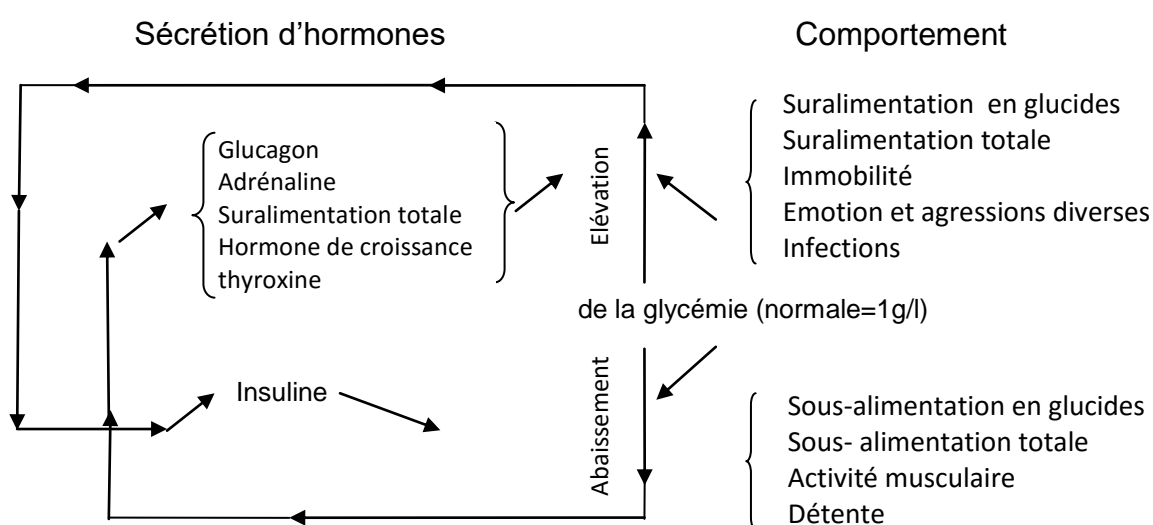 Sécrétion d’hormones
Comportement
Glucagon
Adrénaline
Suralimentation totale
Hormone de croissance
thyroxine
Elévation
Suralimentation  en glucides
Suralimentation totale
Immobilité
Emotion et agressions diverses
Infections
de la glycémie (normale=1g/l)
Insuline
Abaissement
Sous-alimentation en glucides
Sous- alimentation totale
Activité musculaire
Détente